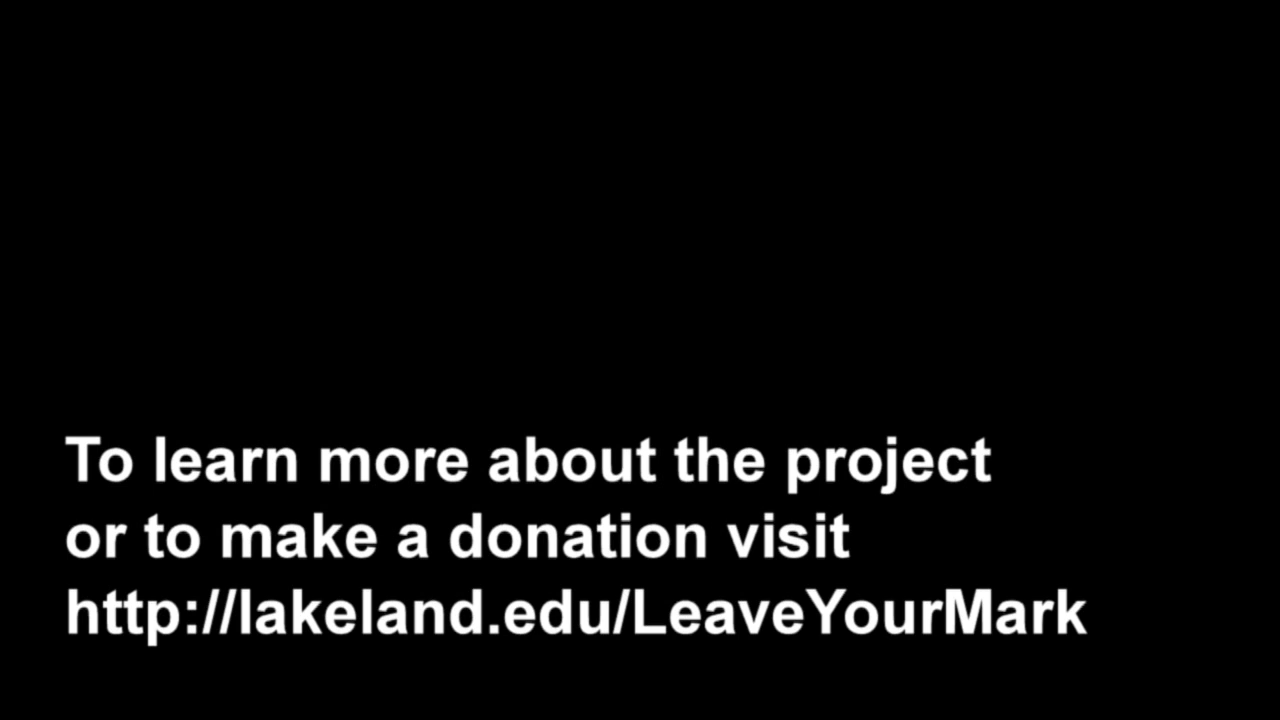 To learn more about the project
or to make a donation visit
http://lakeland.edu/LeaveYourMark